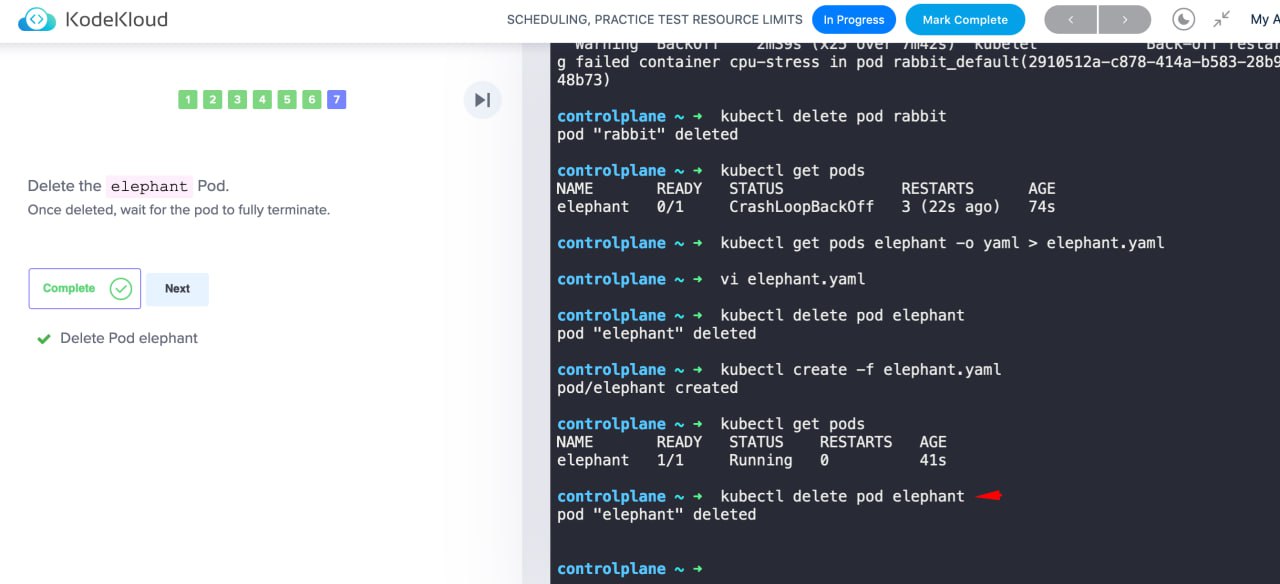 KodeKloud
SCHEDULING, PRACTICE TEST RESOURCE LIMITS
In Progress
Mark Complete
My A
1 2 3 4 5 6 7
Delete the elephant Pod.
Once deleted, wait for the pod to fully terminate.
Complete
Next
Delete Pod elephant
Warning BackOff 2m39s (x25 over 7m42s) kubelet Back-off restar
g failed container cpu-stress in pod rabbit_default(2910512a-c878-414a-b583-28b9
48b73)
controlplane ~ ➜ kubectl delete pod rabbit
pod "rabbit" deleted
controlplane ~ ➜ kubectl get pods
NAME READY STATUS RESTARTS AGE
elephant 0/1 CrashLoopBackOff 3 (22s ago) 74s
controlplane ~ ➜ kubectl get pods elephant -o yaml > elephant.yaml
controlplane ~ ➜ vi elephant.yaml
controlplane ~ ➜ kubectl delete pod elephant
pod "elephant" deleted
controlplane ~ ➜ kubectl create -f elephant.yaml
pod/elephant created
controlplane ~ ➜ kubectl get pods
NAME READY STATUS RESTARTS AGE
elephant 1/1 Running 0 41s
controlplane ~ ➜ kubectl delete pod elephant
pod "elephant" deleted
controlplane ~ ➜